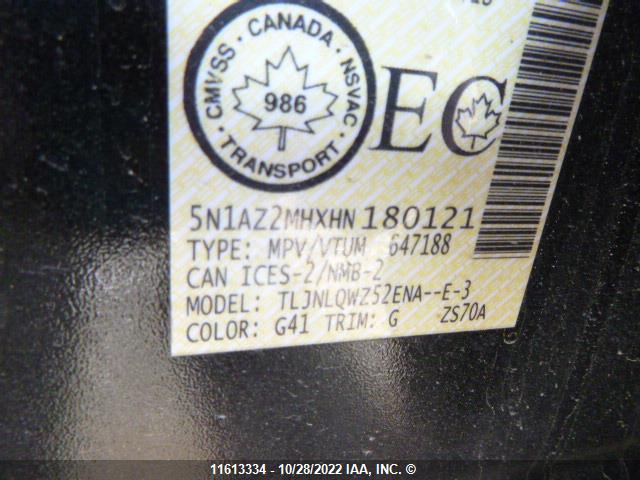 CMVSS · CANADA · NSVAC · TRANSPORT ·
986
EC
5N1AZ2MHXHN180121
TYPE: MPV/VTUM 647188
CAN ICES-2/NMB-2
MODEL: TLJNLQWZ52ENA--E-3
COLOR: G41 TRIM: G ZS70A
11613334 - 10/28/2022 IAA, INC. ©